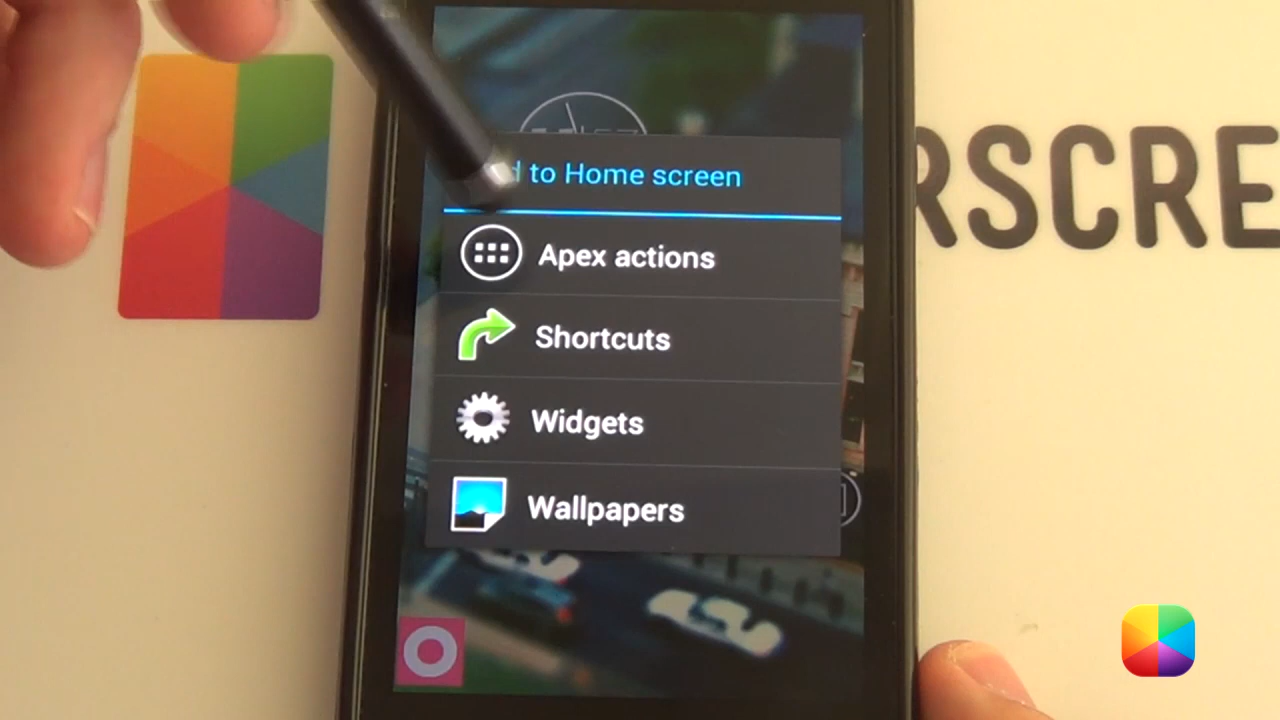 d to Home screen
Apex actions
Shortcuts
Widgets
Wallpapers
RSCRE